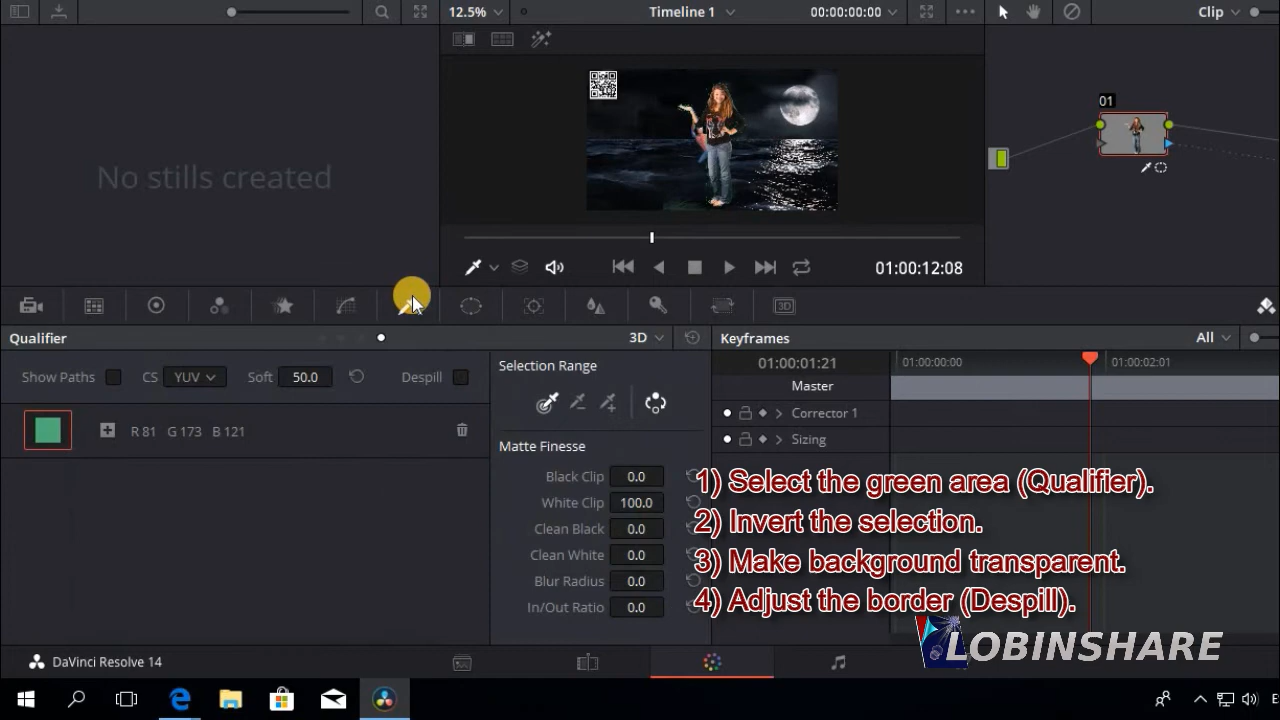 12.5%
Timeline 1
00:00:00:00
Clip
No stills created
01
01:00:12:08
3D
Qualifier
3D
Keyframes
All
Show Paths
CS
YUV
Soft
50.0
Despill
R 81 G 173 B 121
Selection Range
Matte Finesse
Black Clip 0.0
White Clip 100.0
Clean Black 0.0
Clean White 0.0
Blur Radius 0.0
In/Out Ratio 0.0
01:00:01:21
00:00:00:00
01:00:02:01
Master
Corrector 1
Sizing
1) Select the green area (Qualifier).
2) Invert the selection.
3) Make background transparent.
4) Adjust the border (Despill).
LOBINSHARE
DaVinci Resolve 14